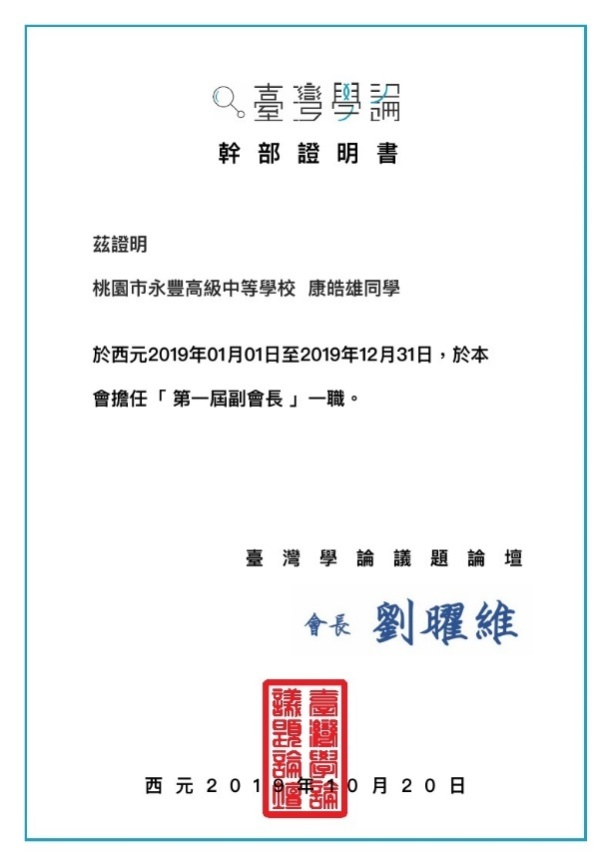 臺灣學論
幹部證明書
茲證明
桃園市永豐高級中等學校 康皓雄同學
於西元2019年01月01日至2019年12月31日，於本
會擔任「 第一屆副會長 」一職。
臺灣學論議題論壇
會長 劉曜維
臺灣學論
議題論壇
西元2019年10月20日